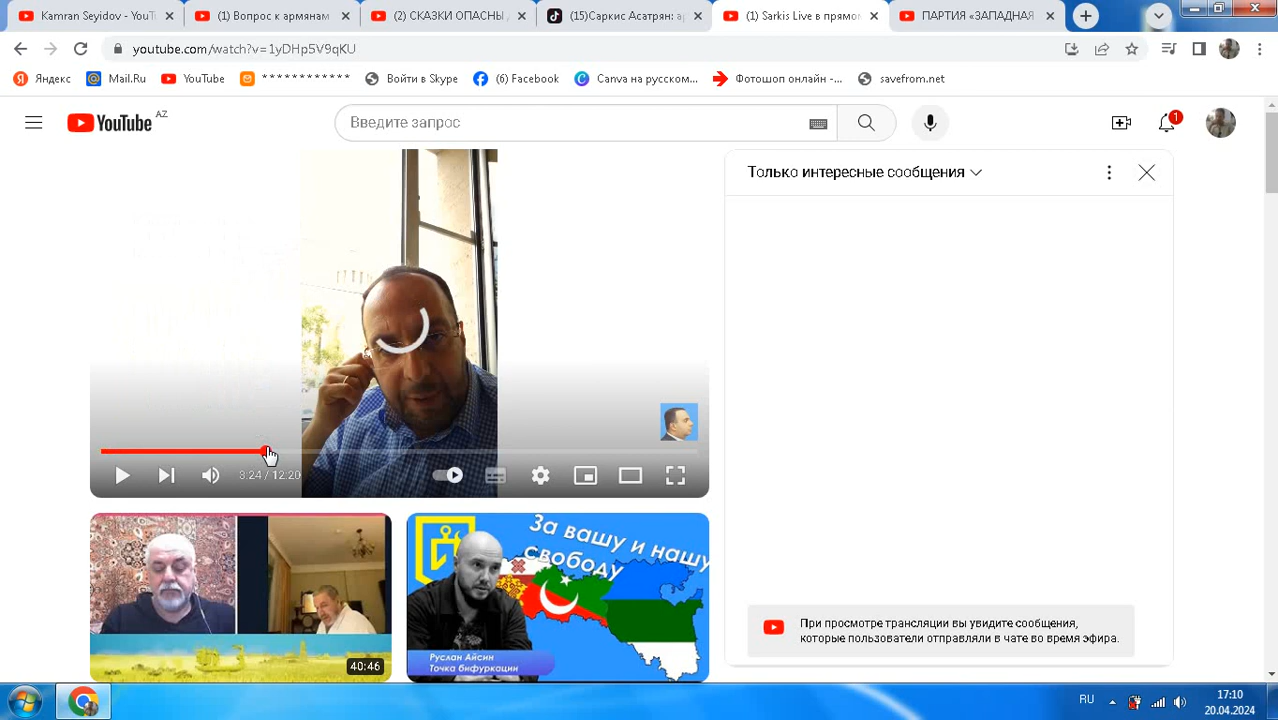 Kamran Seyidov - YouTu
(1) Вопрос к армянам
(2) СКАЗКИ ОПАСНЫ
(15)Саркис Асатрян:
(1) Sarkis Live в прямо
ПАРТИЯ «ЗАПАДНАЯ
youtube.com/watch?v=1yDHp5V9qKU
Яндекс
Mail.Ru
YouTube
************
Войти в Skype
(6) Facebook
Canva на русском...
Фотошоп онлайн -...
savefrom.net
YouTube AZ
Введите запрос
1
Только интересные сообщения
3:24 / 12:20
При просмотре трансляции вы увидите сообщения,
которые пользователи отправляли в чате во время эфира.
40:46
За вашу и нашу
свободу
Руслан Айсин
Точка бифуркации
RU
17:10
20.04.2024